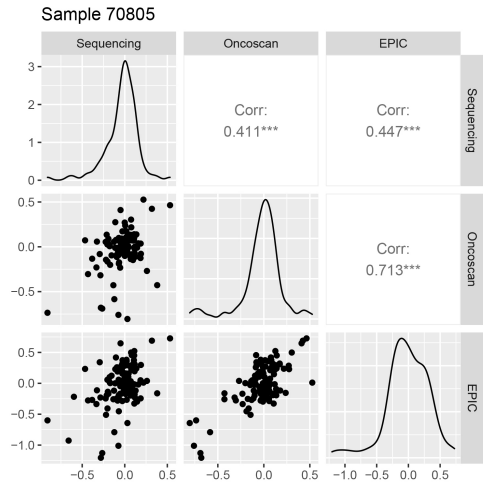 Sample 70805
Sequencing Oncoscan EPIC
3
2
1
0
Corr:
0.411***
Corr:
0.447***
Sequencing
0.5
0.0
−0.5
Corr:
0.713***
Oncoscan
0.5
0.0
−0.5
−1.0
EPIC
−0.5 0.0 0.5 −0.5 0.0 0.5 −1.0 −0.5 0.0 0.5